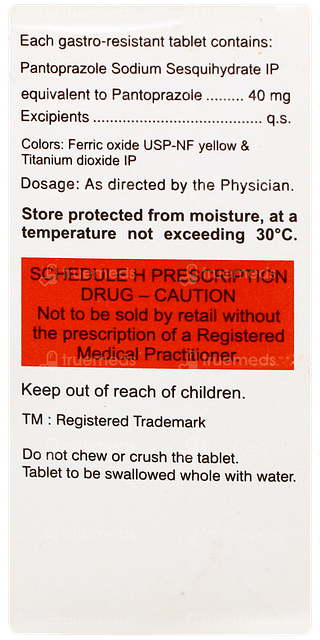 Each gastro-resistant tablet contains:
Pantoprazole Sodium Sesquihydrate IP
equivalent to Pantoprazole ......... 40 mg
Excipients ....................................... q.s.
Colors: Ferric oxide USP-NF yellow &
Titanium dioxide IP
Dosage: As directed by the Physician.
Store protected from moisture, at a
temperature not exceeding 30°C.
SCHEDULE H PRESCRIPTION
DRUG – CAUTION
Not to be sold by retail without
the prescription of a Registered
Medical Practitioner.
Keep out of reach of children.
TM : Registered Trademark
Do not chew or crush the tablet.
Tablet to be swallowed whole with water.
truemeds
truemeds
truemeds
truemeds